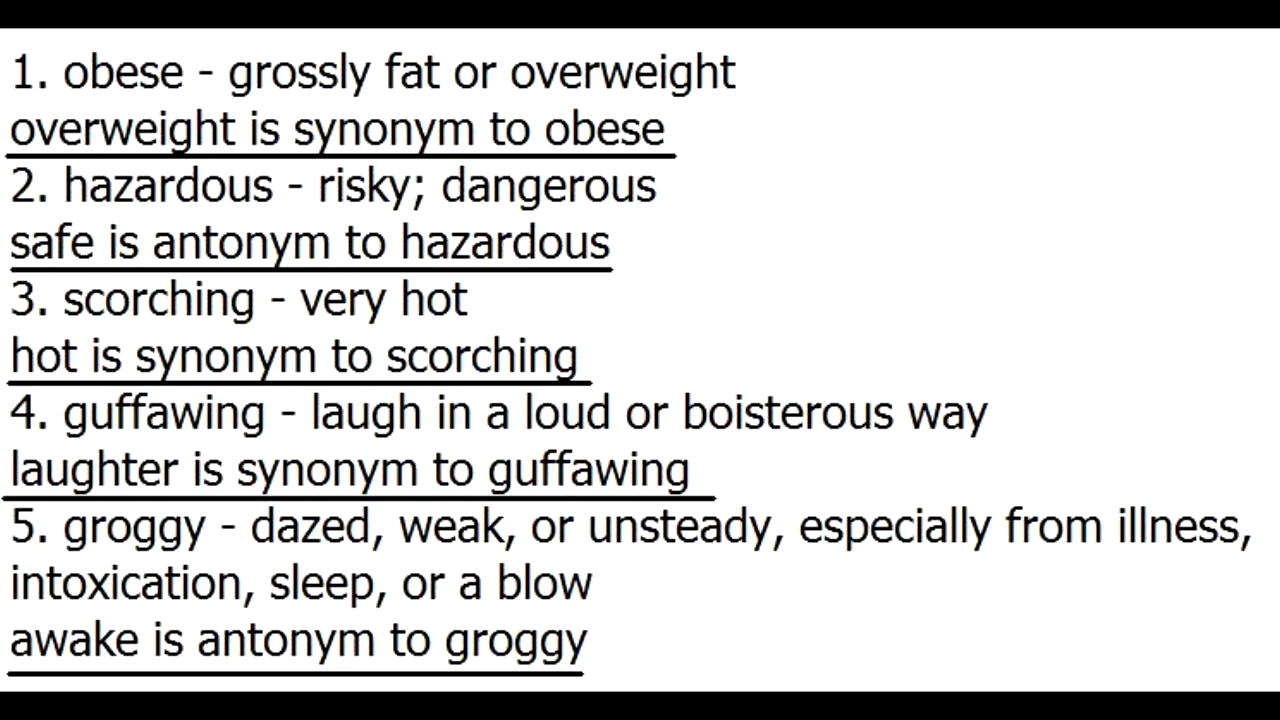 1. obese - grossly fat or overweight
overweight is synonym to obese
2. hazardous - risky; dangerous
safe is antonym to hazardous
3. scorching - very hot
hot is synonym to scorching
4. guffawing - laugh in a loud or boisterous way
laughter is synonym to guffawing
5. groggy - dazed, weak, or unsteady, especially from illness,
intoxication, sleep, or a blow
awake is antonym to groggy